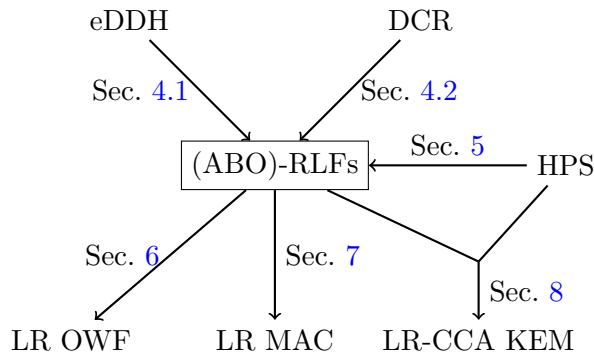 eDDH DCR
Sec. 4.1 Sec. 4.2
Sec. 5
(ABO)-RLFs HPS
Sec. 6 Sec. 7
Sec. 8
LR OWF LR MAC LR-CCA KEM